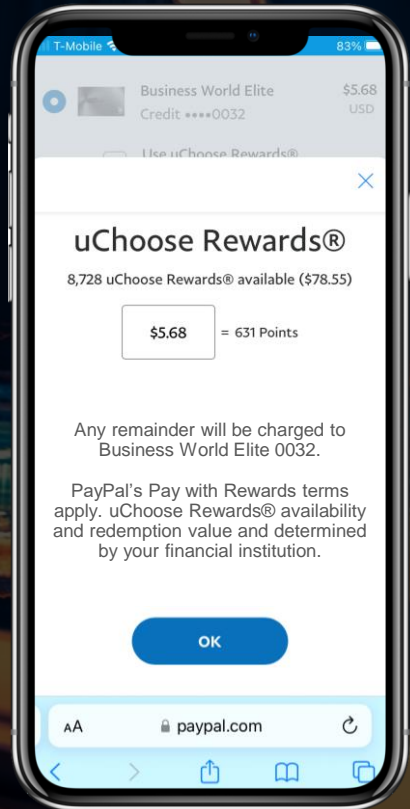 T-Mobile 83%
Business World Elite $5.68
Credit ••••0032 USD
Use uChoose Rewards®
uChoose Rewards®
8,728 uChoose Rewards® available ($78.55)
$5.68 = 631 Points
Any remainder will be charged to
Business World Elite 0032.
PayPal's Pay with Rewards terms
apply. uChoose Rewards® availability
and redemption value and determined
by your financial institution.
OK
AA paypal.com